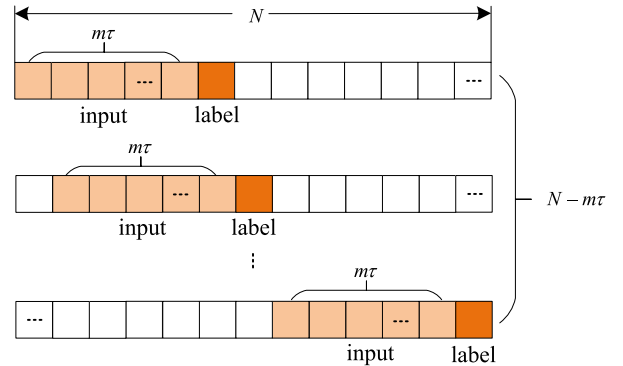 N
mτ
...
...
input label
mτ
...
...
input label
N − mτ
⋮
mτ
...
...
input label